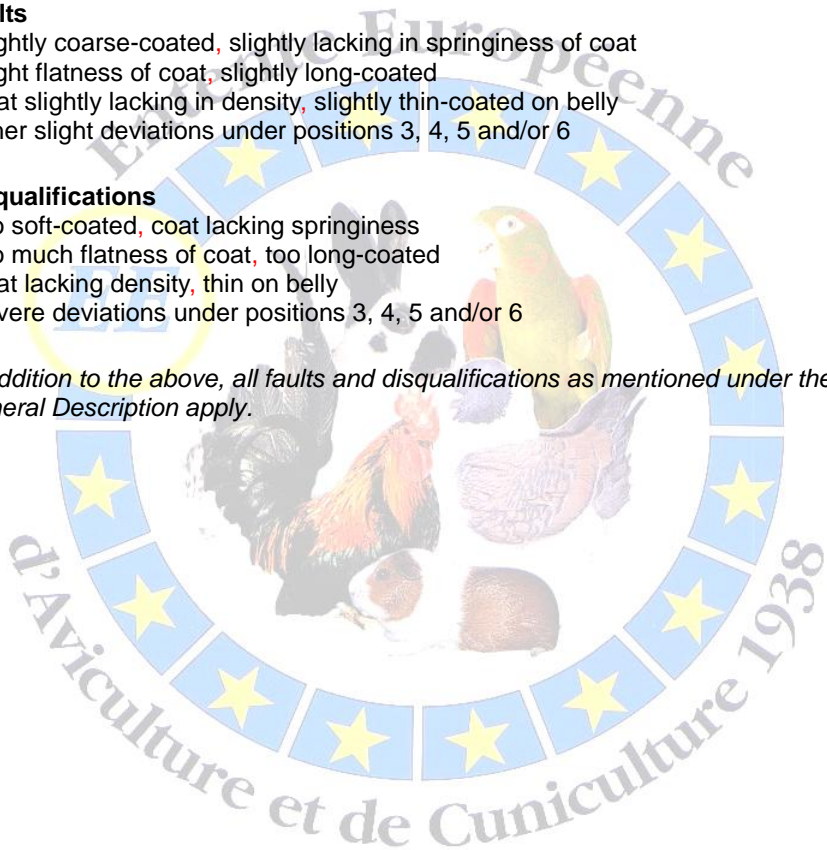 lts
ghtly coarse-coated, slightly lacking in springiness of coat
ght flatness of coat, slightly long-coated
at slightly lacking in density, slightly thin-coated on belly
her slight deviations under positions 3, 4, 5 and/or 6
qualifications
o soft-coated, coat lacking springiness
o much flatness of coat, too long-coated
at lacking density, thin on belly
vere deviations under positions 3, 4, 5 and/or 6
ddition to the above, all faults and disqualifications as mentioned under the
neral Description apply.
Entente Européenne
EE
d'Aviculture et de Cuniculture 1938